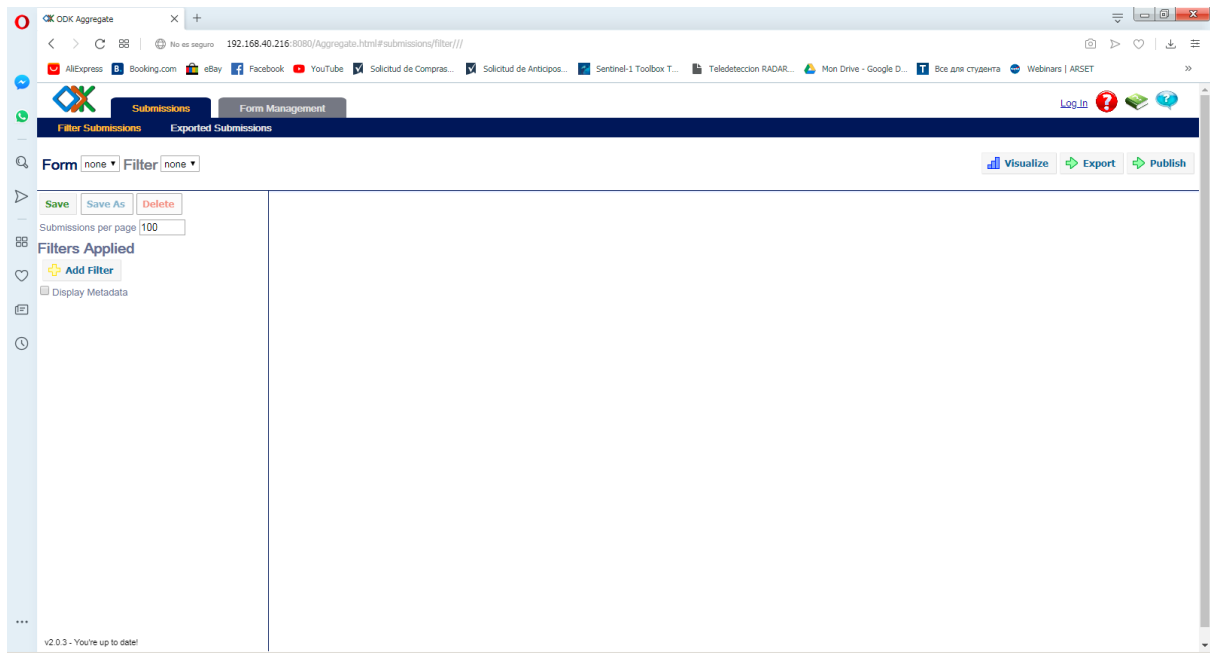 ODK Aggregate
No es seguro 192.168.40.216:8080/Aggregate.html#submissions/filter///
AliExpress B. Booking.com eBay Facebook YouTube Solicitud de Compras... Solicitud de Anticipos... Sentinel-1 Toolbox T... Teledeteccion RADAR... Mon Drive - Google D... T Все для студента Webinars | ARSET »
Submissions Form Management Log In
Filter Submissions Exported Submissions
Form none Filter none Visualize Export Publish
Save Save As Delete
Submissions per page 100
Filters Applied
Add Filter
Display Metadata
v2.0.3 - You're up to date!